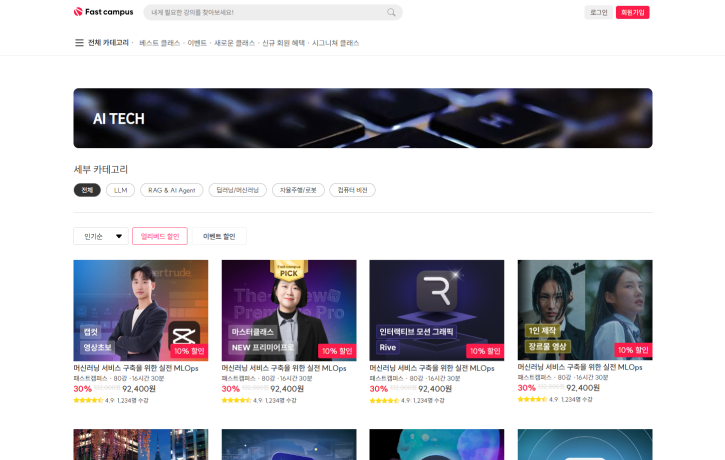 Fast campus
내게 필요한 강의를 찾아보세요!
로그인
회원가입
전체 카테고리 · 베스트 클래스 · 이벤트 · 새로운 클래스 · 신규 회원 혜택 · 시그니쳐 클래스
AI TECH
세부 카테고리
전체
LLM
RAG & AI Agent
딥러닝/머신러닝
자율주행/로봇
컴퓨터 비전
인기순
얼리버드 할인
이벤트 할인
캡컷
영상초보
10% 할인
머신러닝 서비스 구축을 위한 실전 MLOps
패스트캠퍼스 · 80강 · 16시간 30분
30% 92,400원
4.9 1,234명 수강
Fast campus
PICK
마스터클래스
NEW 프리미어프로
10% 할인
머신러닝 서비스 구축을 위한 실전 MLOps
패스트캠퍼스 · 80강 · 16시간 30분
30% 92,400원
4.9 1,234명 수강
인터랙티브 모션 그래픽
Rive
10% 할인
머신러닝 서비스 구축을 위한 실전 MLOps
패스트캠퍼스 · 80강 · 16시간 30분
30% 92,400원
4.9 1,234명 수강
1인 제작
장르물 영상
10% 할인
머신러닝 서비스 구축을 위한 실전 MLOps
패스트캠퍼스 · 80강 · 16시간 30분
30% 92,400원
4.9 1,234명 수강